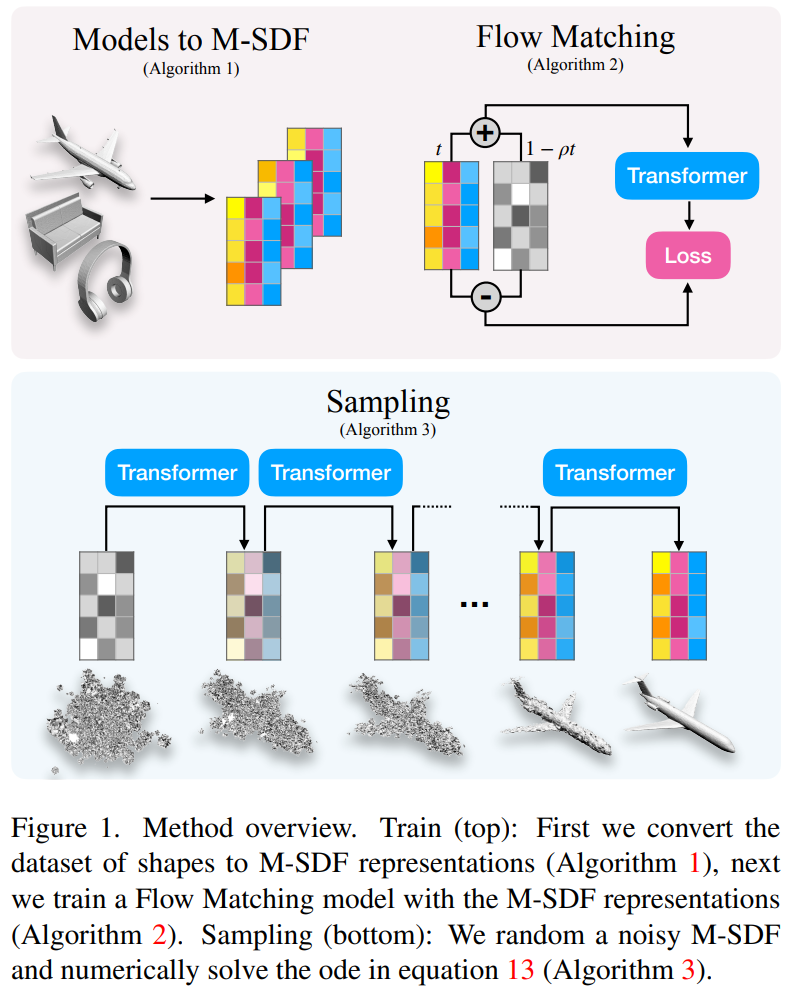 Models to M-SDF
(Algorithm 1)
Flow Matching
(Algorithm 2)
t
+
1 − ρt
Transformer
Loss
-
Sampling
(Algorithm 3)
Transformer
Transformer
Transformer
...
Figure 1. Method overview. Train (top): First we convert the
dataset of shapes to M-SDF representations (Algorithm 1), next
we train a Flow Matching model with the M-SDF representations
(Algorithm 2). Sampling (bottom): We random a noisy M-SDF
and numerically solve the ode in equation 13 (Algorithm 3).